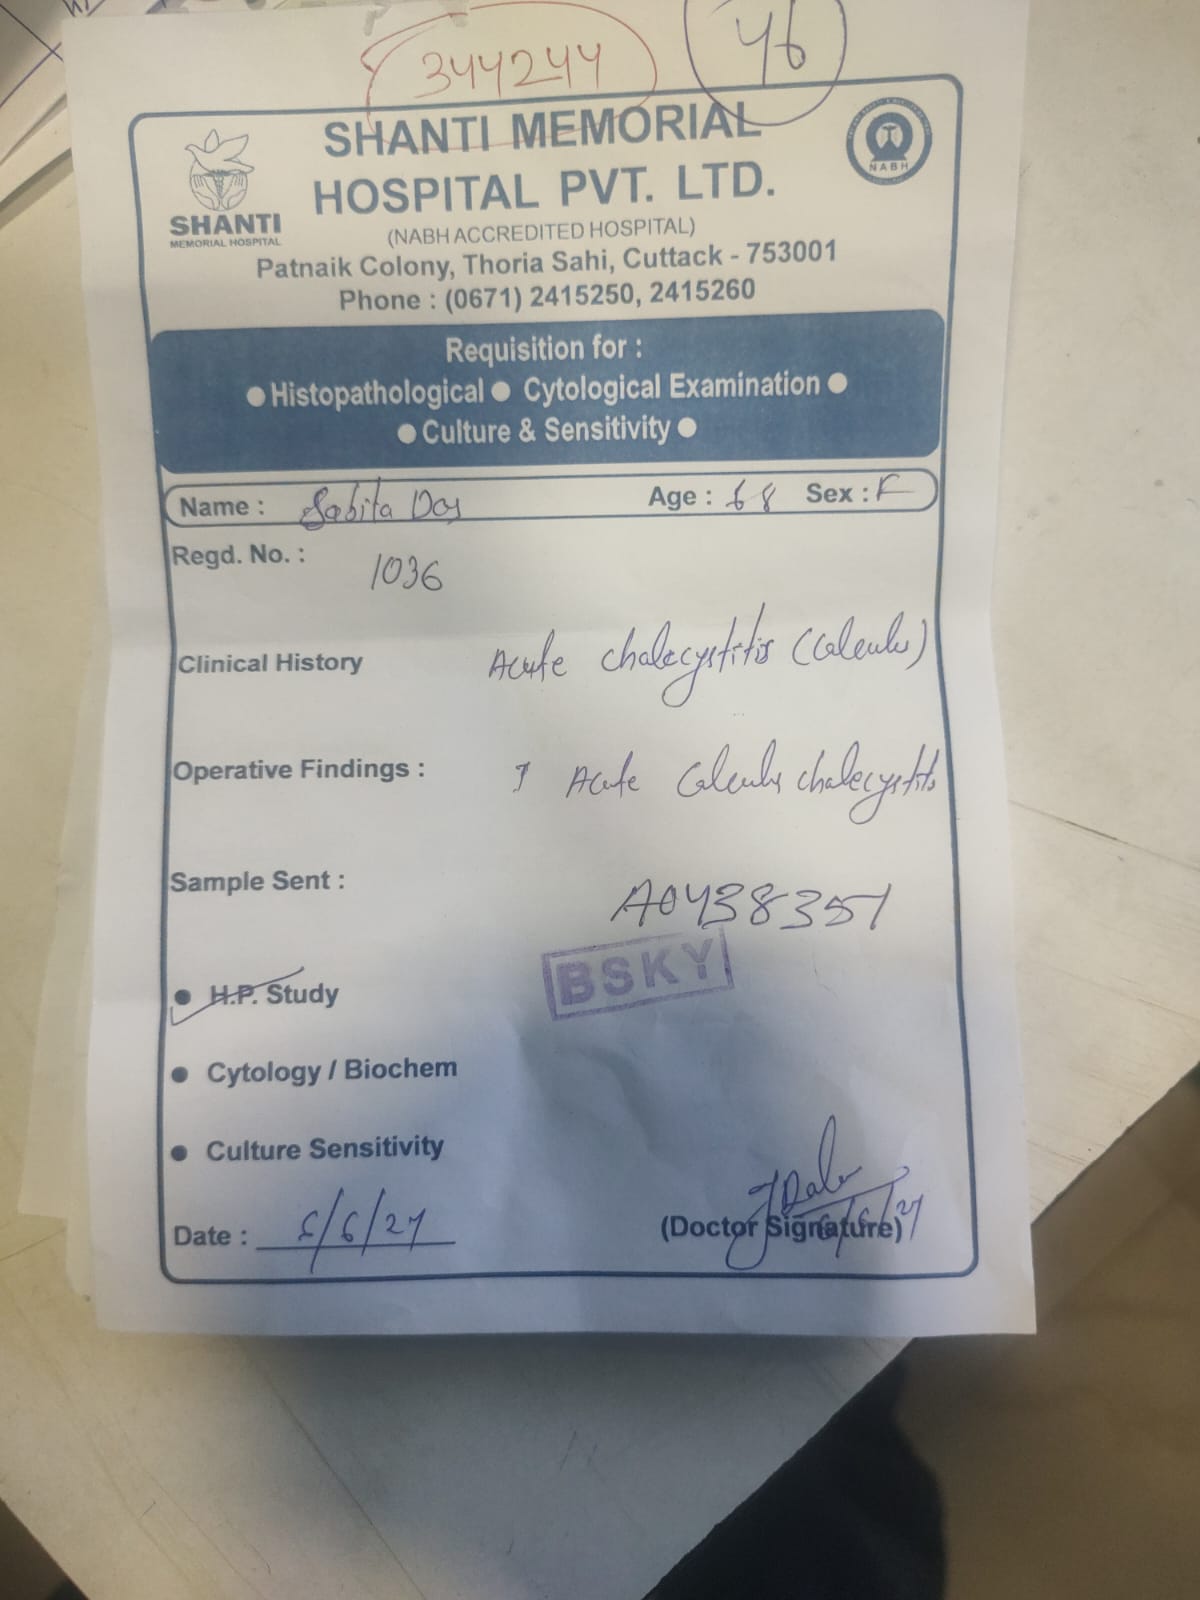 344244
46
SHANTI MEMORIAL
HOSPITAL PVT. LTD.
SHANTI
MEMORIAL HOSPITAL
NABH
(NABH ACCREDITED HOSPITAL)
Patnaik Colony, Thoria Sahi, Cuttack - 753001
Phone : (0671) 2415250, 2415260
Requisition for :
● Histopathological ● Cytological Examination ●
● Culture & Sensitivity ●
Name : Sabita Das Age : 68 Sex : F
Regd. No. : 1036
Clinical History Acute cholecystitis (Calculus)
Operative Findings : Acute Calculus cholecystitis
Sample Sent :
A0438351
BSKY
● H.P. Study
● Cytology / Biochem
● Culture Sensitivity
Date : 6/6/24
(Doctor Signature)